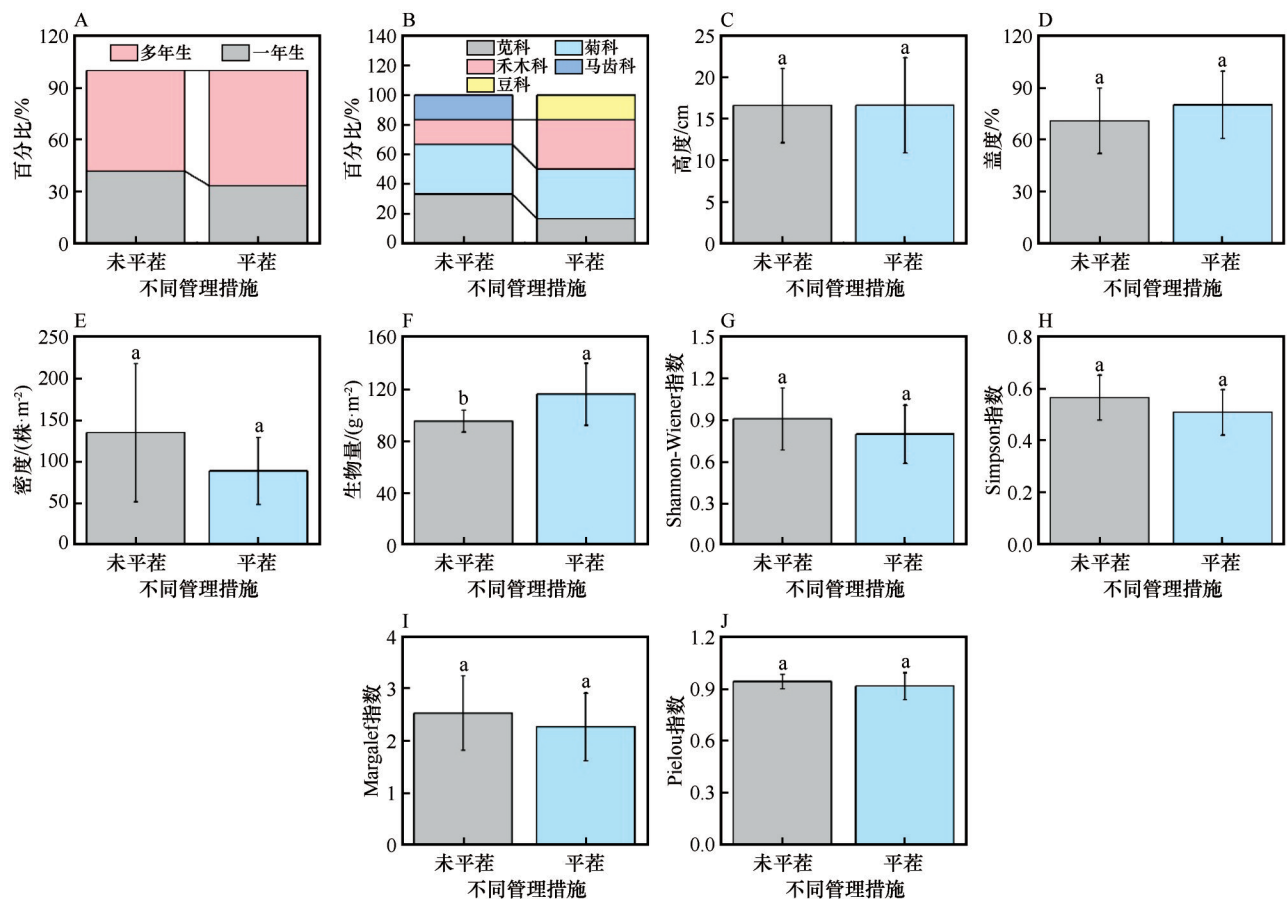 A
120
90
60
30
0
百分比/%
多年生
一年生
未平茬
平茬
不同管理措施
B
140
120
100
80
60
40
20
0
百分比/%
苋科
菊科
禾木科
马齿科
豆科
未平茬
平茬
不同管理措施
C
25
20
15
10
5
0
高度/cm
a
a
未平茬
平茬
不同管理措施
D
120
90
60
30
0
盖度/%
a
a
未平茬
平茬
不同管理措施
E
250
200
150
100
50
0
密度/(株·m⁻²)
a
a
未平茬
平茬
不同管理措施
F
160
120
80
40
0
生物量/(g·m⁻²)
b
a
未平茬
平茬
不同管理措施
G
1.5
1.2
0.9
0.6
0.3
0.0
Shannon-Wiener指数
a
a
未平茬
平茬
不同管理措施
H
0.8
0.6
0.4
0.2
0.0
Simpson指数
a
a
未平茬
平茬
不同管理措施
I
4
3
2
1
0
Margalef指数
a
a
未平茬
平茬
不同管理措施
J
1.2
0.9
0.6
0.3
0.0
Pielou指数
a
a
未平茬
平茬
不同管理措施